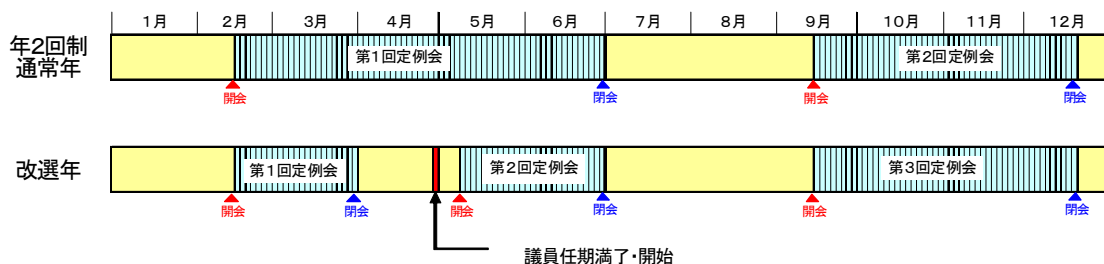 1月 2月 3月 4月 5月 6月 7月 8月 9月 10月 11月 12月
年2回制
通常年
第1回定例会 第2回定例会
開会 閉会 開会 閉会
改選年
第1回定例会 第2回定例会 第3回定例会
開会 閉会 開会 閉会 開会 閉会
議員任期満了・開始